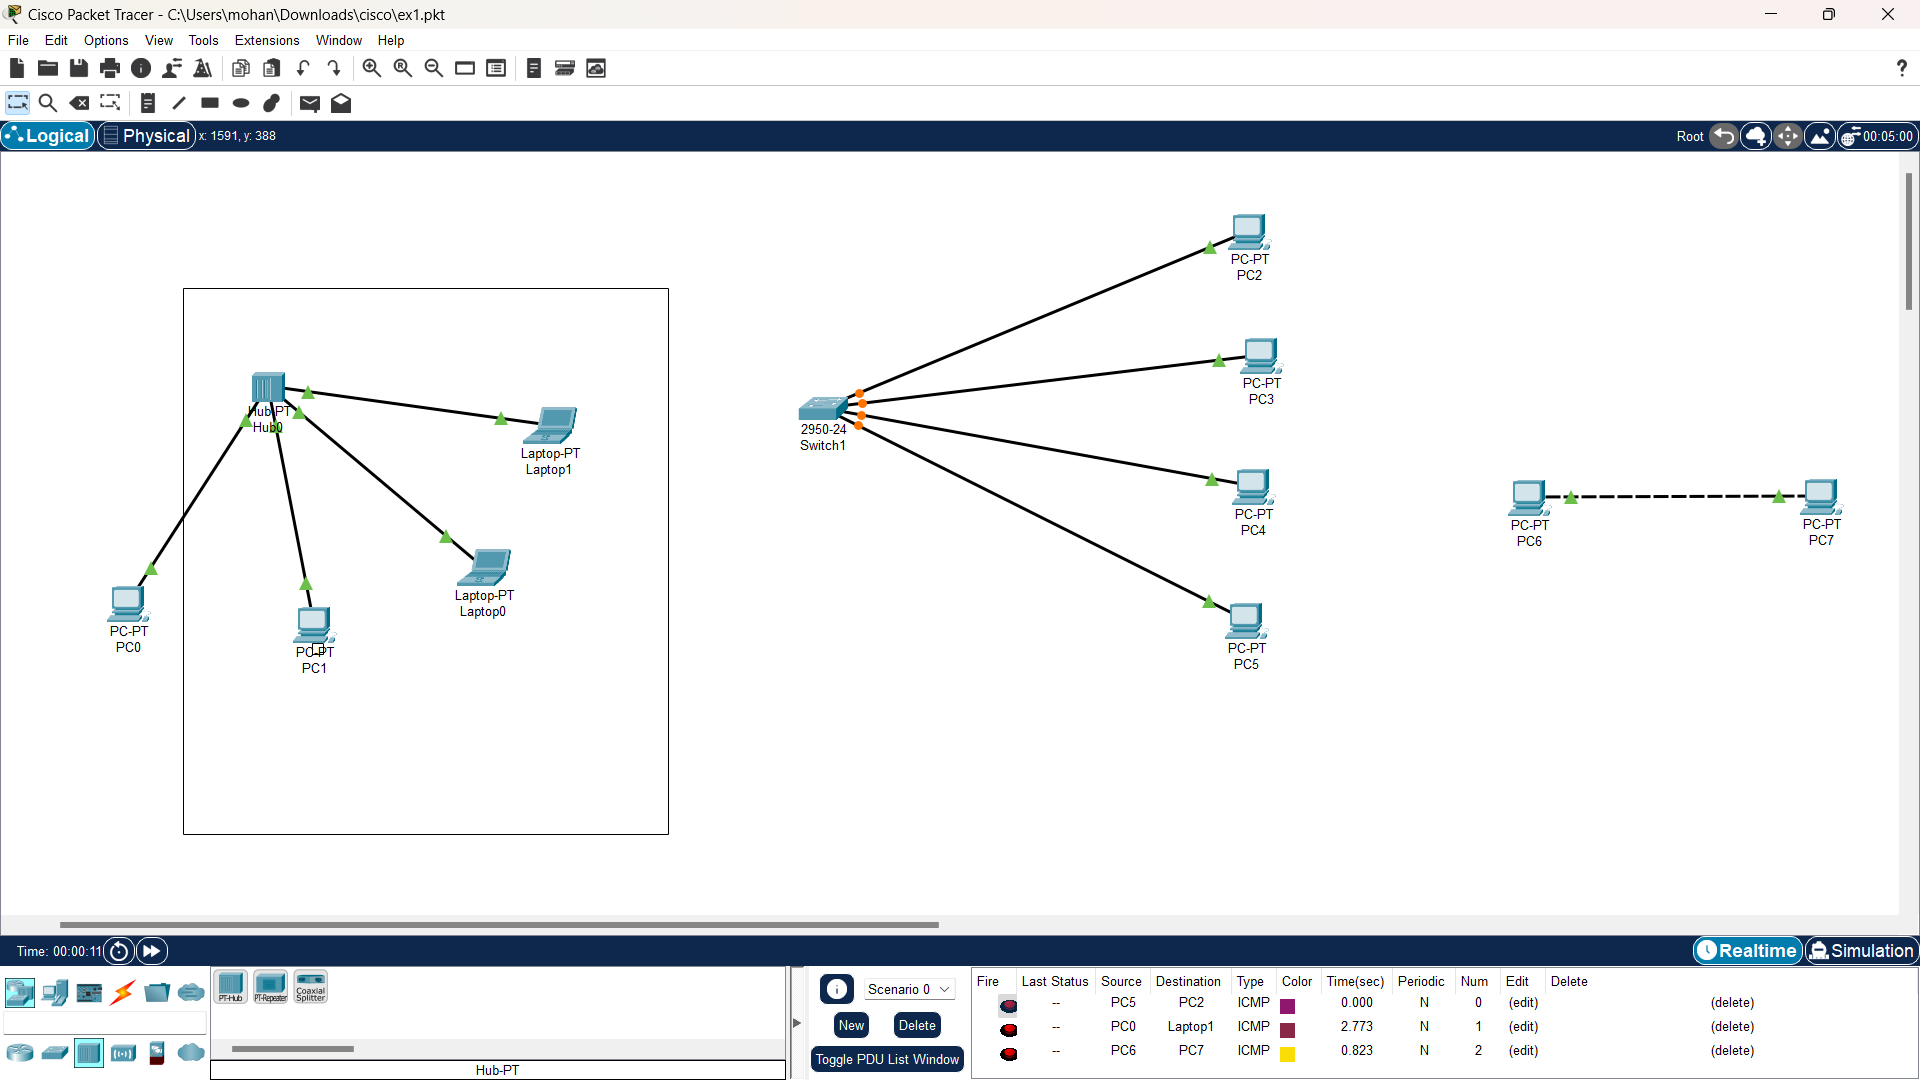 Cisco Packet Tracer - C:\Users\mohan\Downloads\cisco\ex1.pkt
File Edit Options View Tools Extensions Window Help
Logical Physical x: 1591, y: 388 Root 00:05:00
PC-PT
PC2
PC-PT
PC3
Hub-PT
Hub0
2950-24
Switch1
Laptop-PT
Laptop1
PC-PT
PC4
PC-PT
PC6
PC-PT
PC7
Laptop-PT
Laptop0
PC-PT
PC0
PC-PT
PC1
PC-PT
PC5
Time: 00:00:11 Realtime Simulation
PT-Hub PT-Repeater Coaxial Splitter
Hub-PT
Scenario 0
New Delete
Toggle PDU List Window
Fire Last Status Source Destination Type Color Time(sec) Periodic Num Edit Delete
-- PC5 PC2 ICMP 0.000 N 0 (edit) (delete)
-- PC0 Laptop1 ICMP 2.773 N 1 (edit) (delete)
-- PC6 PC7 ICMP 0.823 N 2 (edit) (delete)